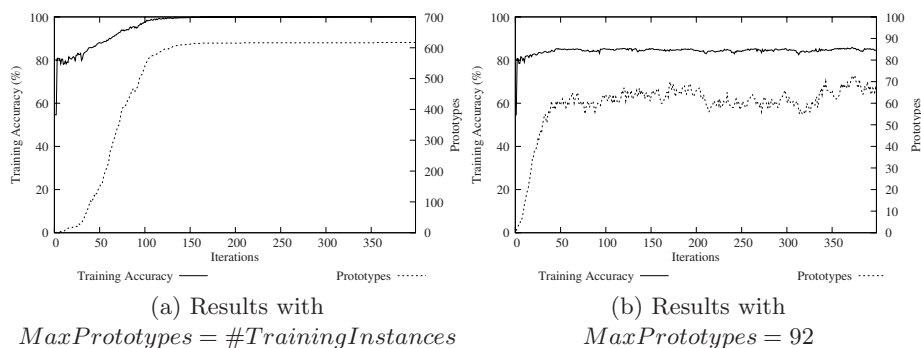 100
80
60
40
20
0
Training Accuracy (%)
0 50 100 150 200 250 300 350
Iterations
700
600
500
400
300
200
100
0
Prototypes
Training Accuracy
Prototypes
(a) Results with
MaxPrototypes = #TrainingInstances
100
80
60
40
20
0
Training Accuracy (%)
0 50 100 150 200 250 300 350
Iterations
100
90
80
70
60
50
40
30
20
10
0
Prototypes
Training Accuracy
Prototypes
(b) Results with
MaxPrototypes = 92